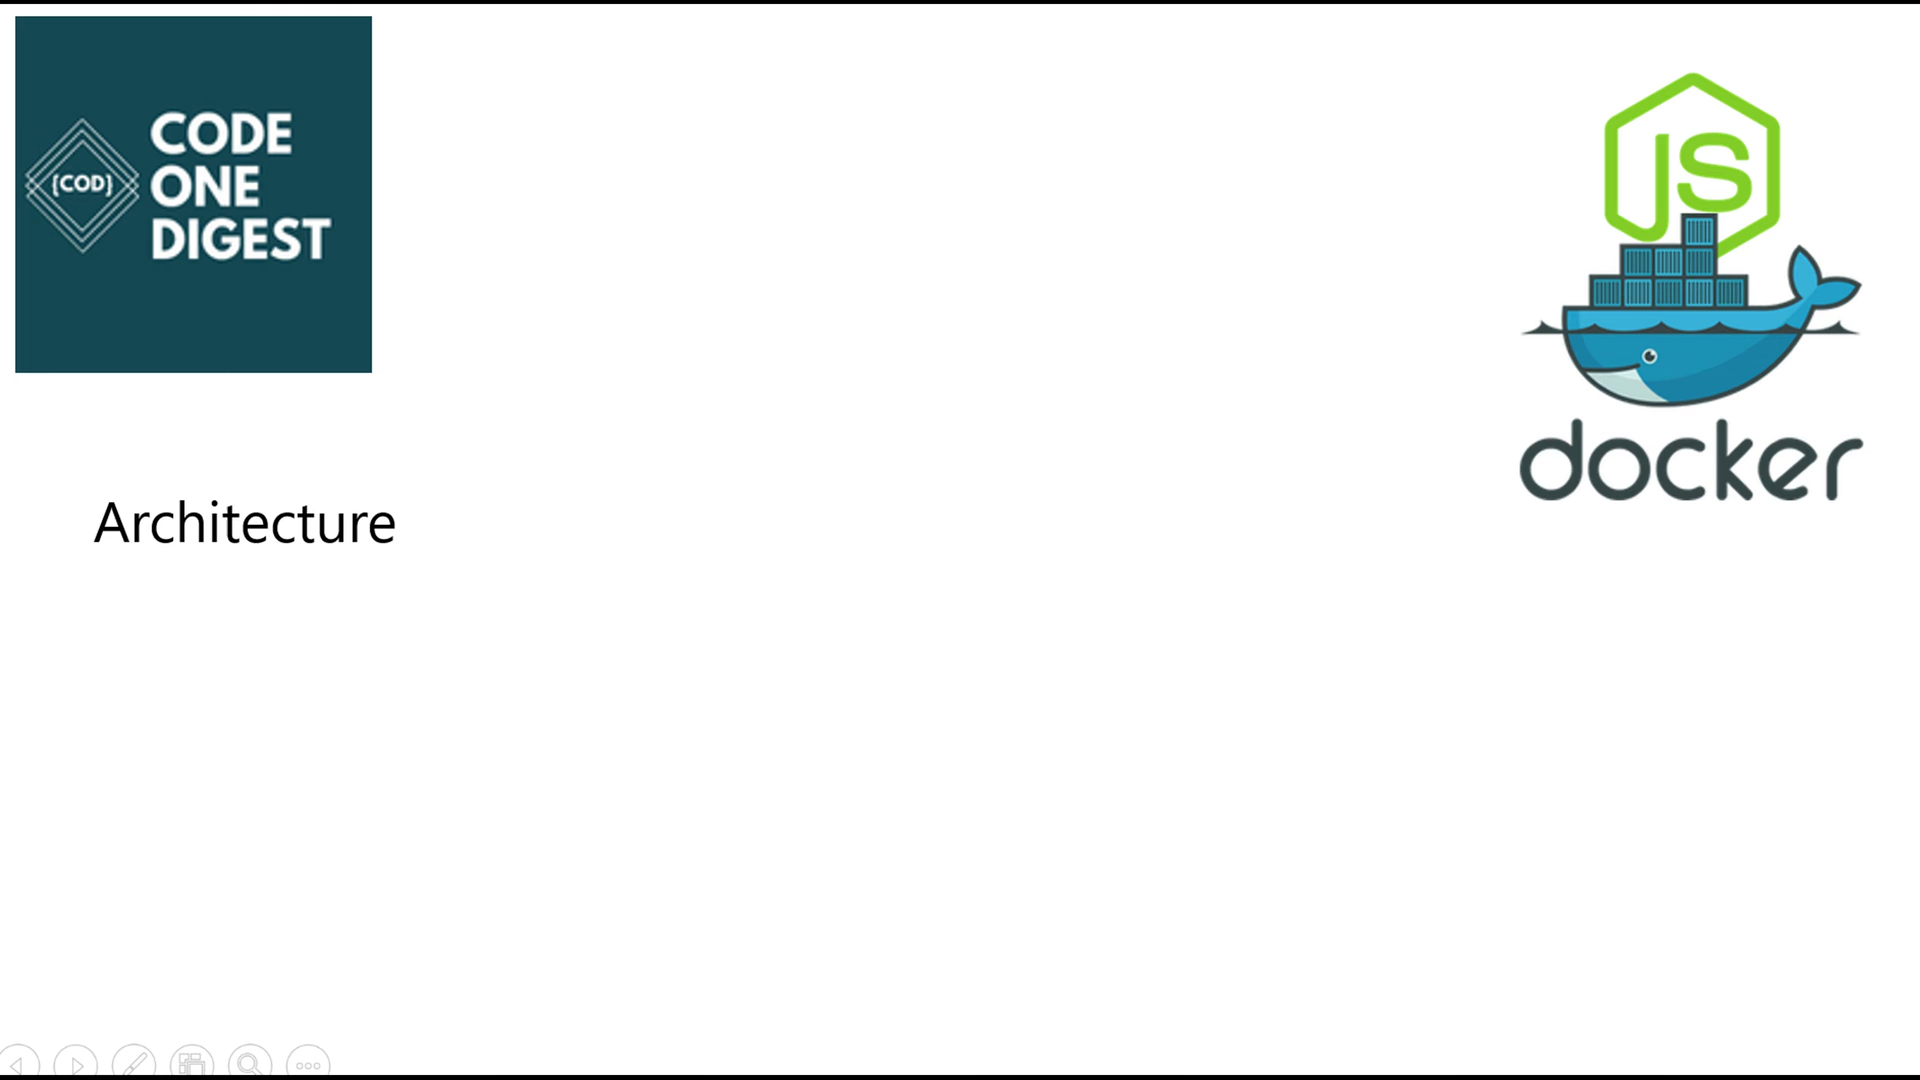 CODE
ONE
DIGEST
{COD}
JS
docker
Architecture